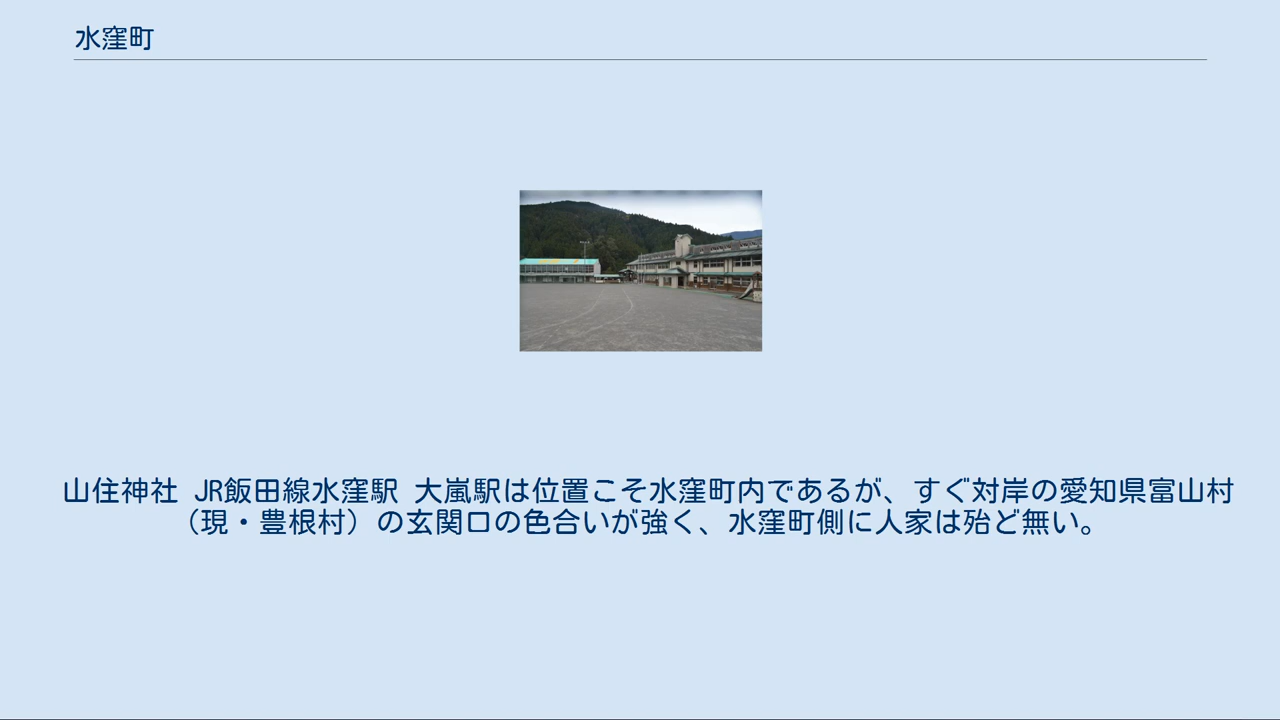 水窪町
山住神社 JR飯田線水窪駅 大嵐駅は位置こそ水窪町内であるが、すぐ対岸の愛知県富山村
（現・豊根村）の玄関口の色合いが強く、水窪町側に人家は殆ど無い。